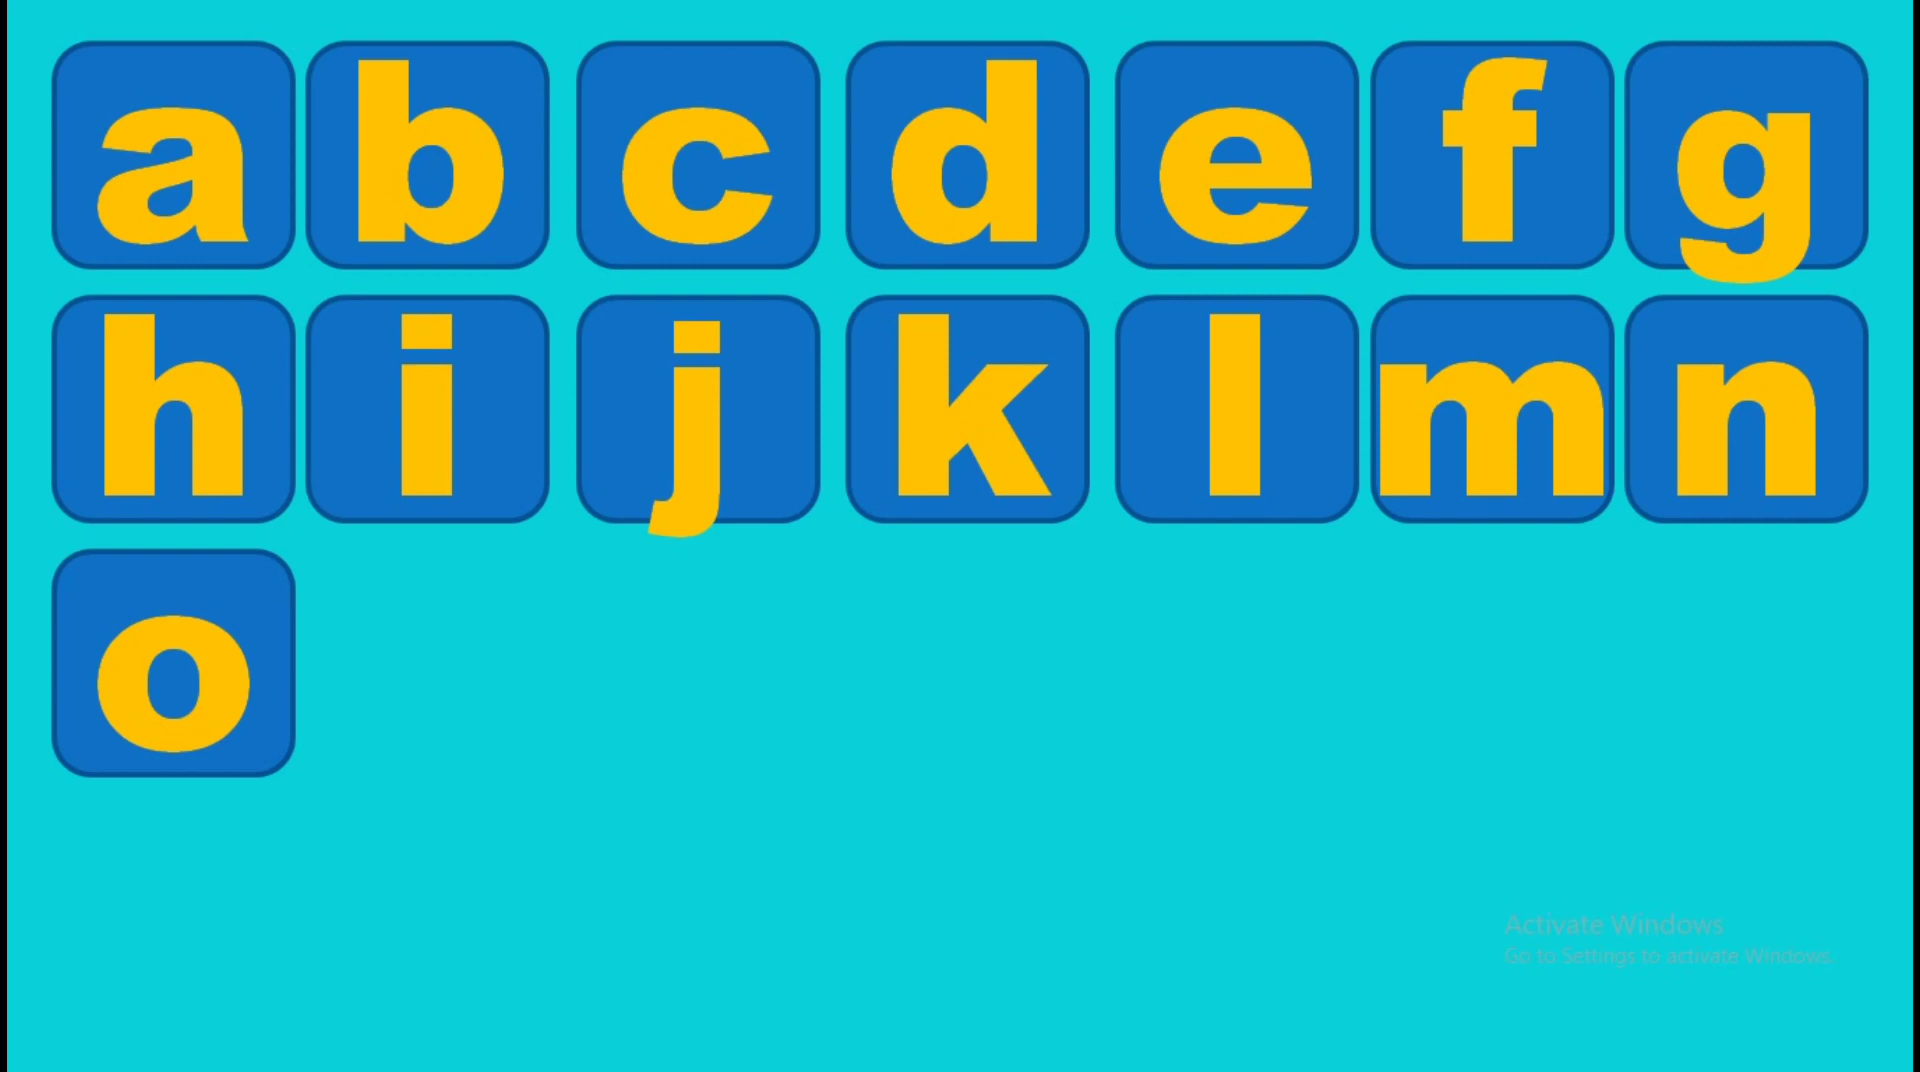 a b c d e f g
h i j k l m n
o
Activate Windows
Go to Settings to activate Windows.